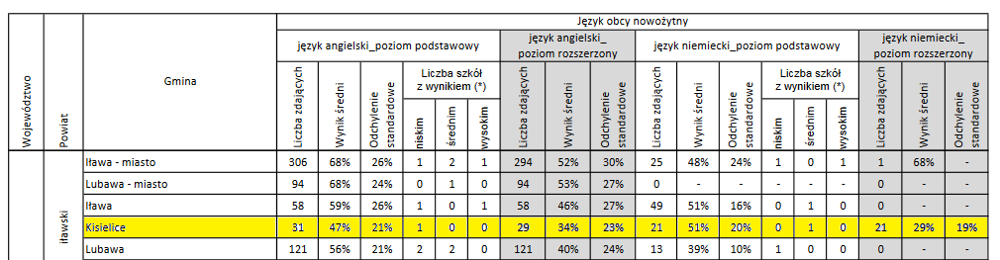 Język obcy nowożytny
język angielski_poziom podstawowy język angielski_ poziom rozszerzony język niemiecki_poziom podstawowy język niemiecki_ poziom rozszerzony
Województwo Powiat Gmina Liczba zdających Wynik średni Odchylenie standardowe Liczba szkół z wynikiem (*) niskim średnim wysokim Liczba zdających Wynik średni Odchylenie standardowe Liczba zdających Wynik średni Odchylenie standardowe Liczba szkół z wynikiem (*) niskim średnim wysokim Liczba zdających Wynik średni Odchylenie standardowe
iławski
Iława - miasto 306 68% 26% 1 2 1 294 52% 30% 25 48% 24% 1 0 1 1 68% -
Lubawa - miasto 94 68% 24% 0 1 0 94 53% 27% 0 - - - - - 0 - -
Iława 58 59% 26% 1 0 1 58 46% 27% 49 51% 16% 0 1 0 0 - -
Kisielice 31 47% 21% 1 0 0 29 34% 23% 21 51% 20% 0 1 0 21 29% 19%
Lubawa 121 56% 21% 2 2 0 121 40% 24% 13 39% 10% 1 0 0 0 - -